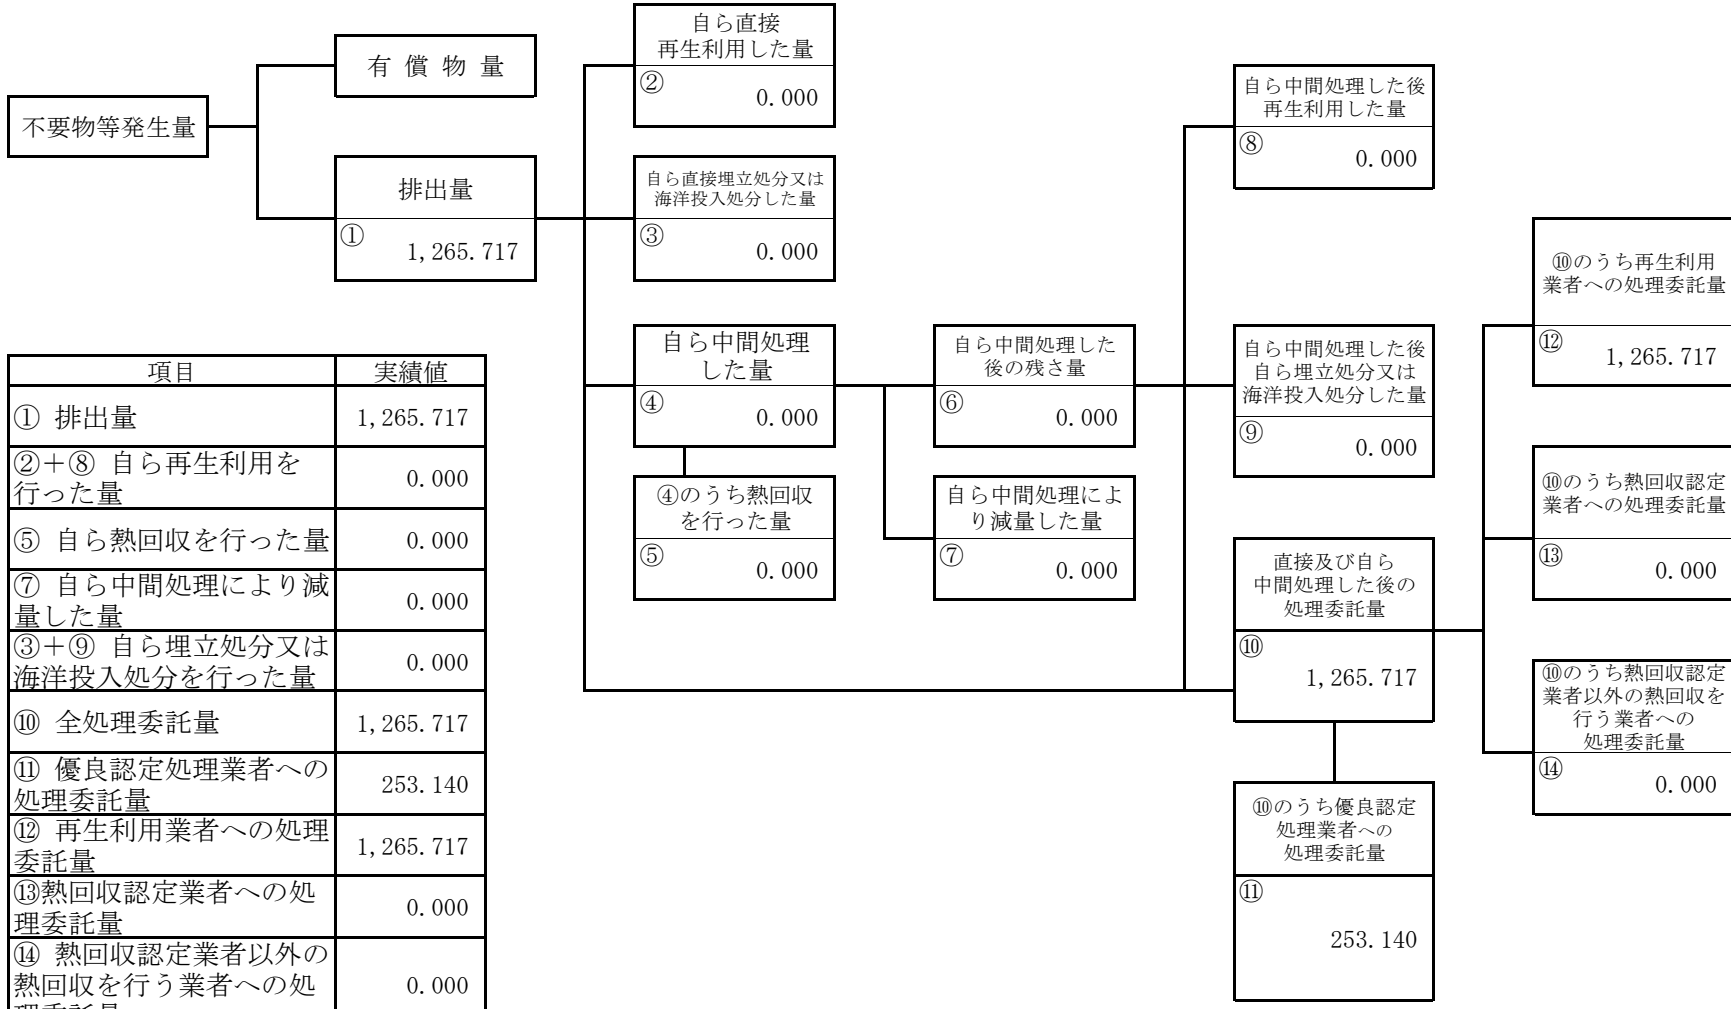 不要物等発生量
有 償 物 量
排出量
①
1,265.717
自ら直接
再生利用した量
②
0.000
自ら直接埋立処分又は
海洋投入処分した量
③
0.000
自ら中間処理
した量
④
0.000
④のうち熱回収
を行った量
⑤
0.000
自ら中間処理した
後の残さ量
⑥
0.000
自ら中間処理によ
り減量した量
⑦
0.000
自ら中間処理した後
再生利用した量
⑧
0.000
自ら中間処理した後
自ら埋立処分又は
海洋投入処分した量
⑨
0.000
直接及び自ら
中間処理した後の
処理委託量
⑩
1,265.717
⑩のうち優良認定
処理業者への
処理委託量
⑪
253.140
⑩のうち再生利用
業者への処理委託量
⑫
1,265.717
⑩のうち熱回収認定
業者への処理委託量
⑬
0.000
⑩のうち熱回収認定
業者以外の熱回収を
行う業者への
処理委託量
⑭
0.000
項目 実績値
① 排出量 1,265.717
②＋⑧ 自ら再生利用を
行った量 0.000
⑤ 自ら熱回収を行った量 0.000
⑦ 自ら中間処理により減
量した量 0.000
③＋⑨ 自ら埋立処分又は
海洋投入処分を行った量 0.000
⑩ 全処理委託量 1,265.717
⑪ 優良認定処理業者への
処理委託量 253.140
⑫ 再生利用業者への処理
委託量 1,265.717
⑬熱回収認定業者への処
理委託量 0.000
⑭ 熱回収認定業者以外の
熱回収を行う業者への処 0.000